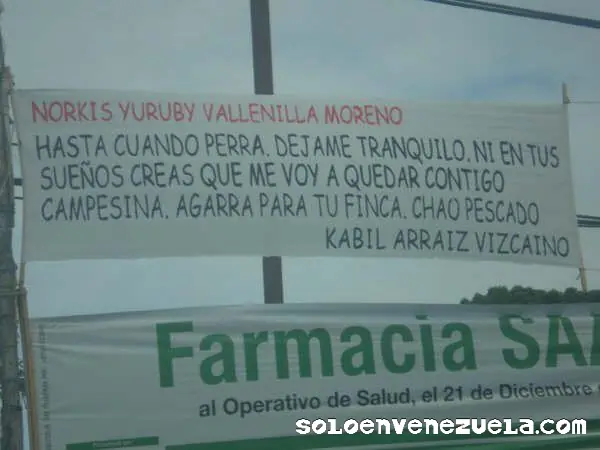 NORKIS YURUBY VALLENILLA MORENO
HASTA CUANDO PERRA. DEJAME TRANQUILO. NI EN TUS
SUEÑOS CREAS QUE ME VOY A QUEDAR CONTIGO
CAMPESINA. AGARRA PARA TU FINCA. CHAO PESCADO
KABIL ARRAIZ VIZCAINO
Farmacia SAA
al Operativo de Salud, el 21 de Diciembre
soloenvenezuela.com